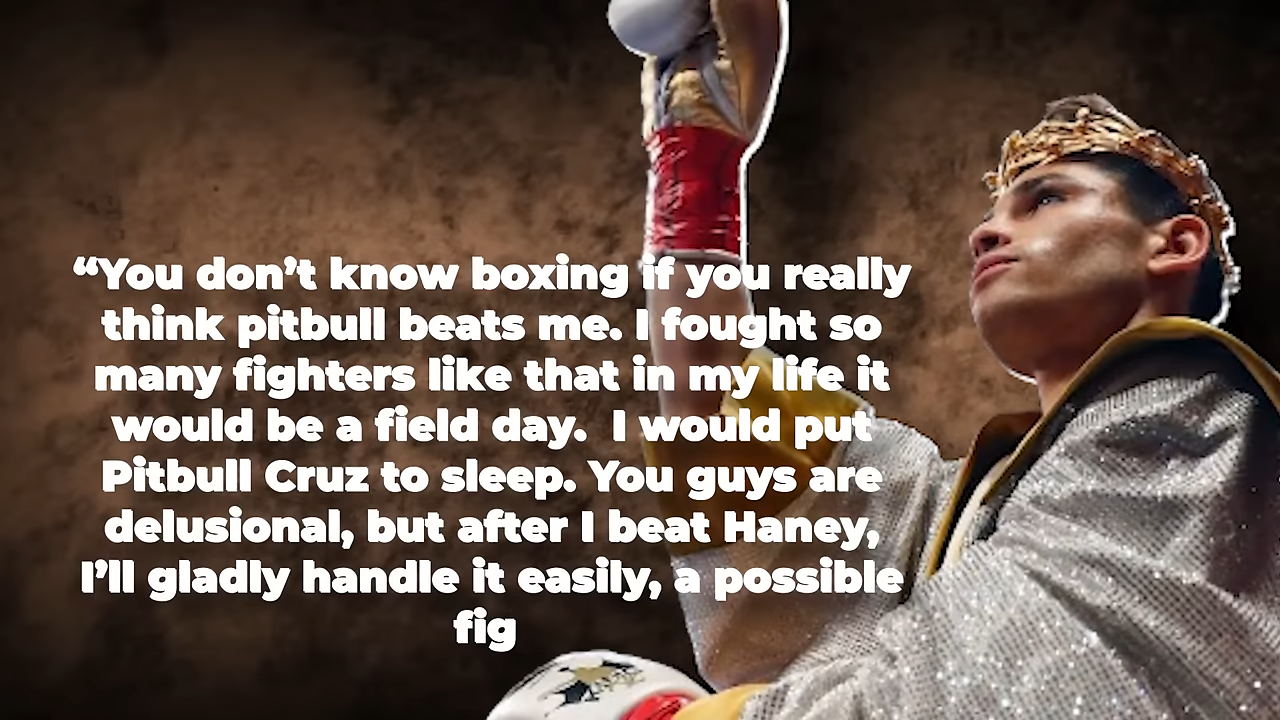 “You don’t know boxing if you really
think pitbull beats me. I fought so
many fighters like that in my life it
would be a field day.  I would put
Pitbull Cruz to sleep. You guys are
delusional, but after I beat Haney,
I’ll gladly handle it easily, a possible
fig